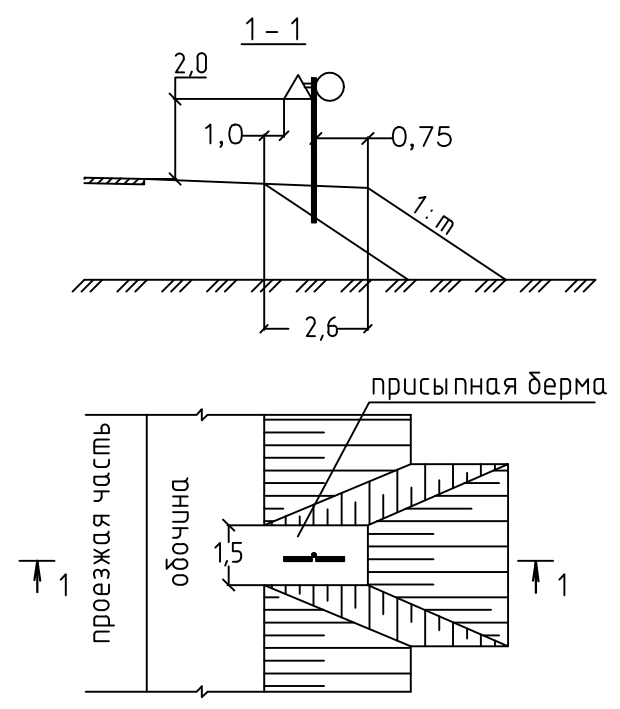 1 - 1
2,0
1,0
0,75
1:m
2,6
присыпная берма
проезжая часть
обочина
1,5
1
1